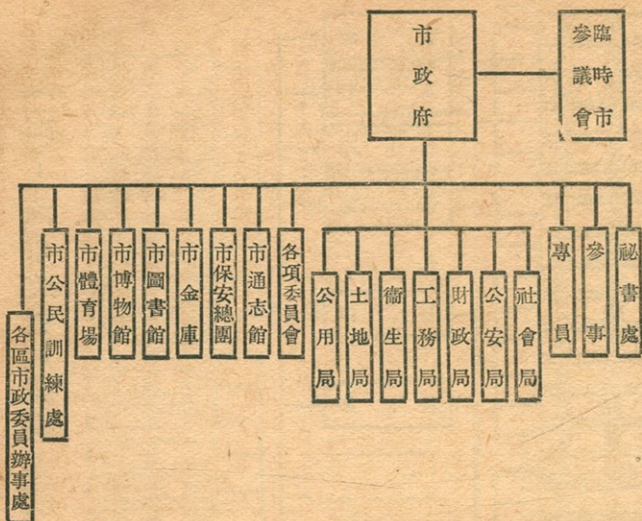 臨時市
參議會
市政府
祕書處
參事
專員
社會局
公安局
財政局
工務局
衞生局
土地局
公用局
各項委員會
市通志館
市保安總團
市金庫
市圖書館
市博物館
市體育場
市公民訓練處
各區市政委員辦事處